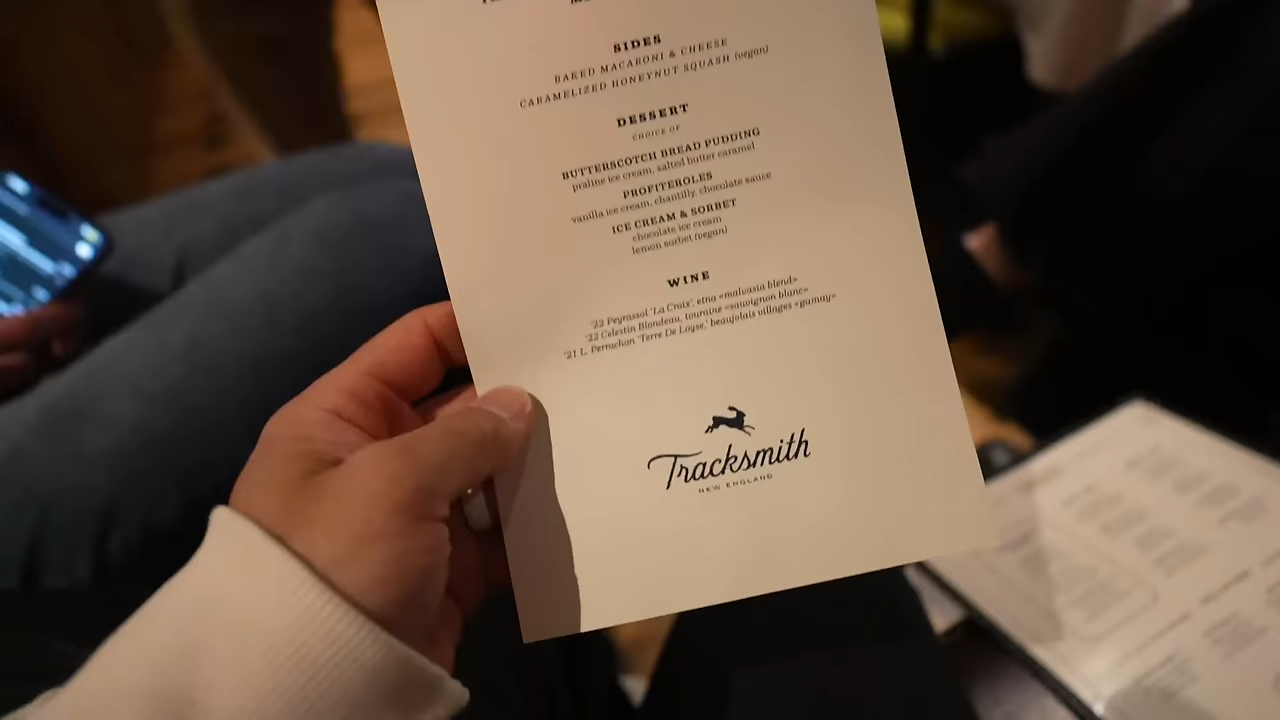 SIDES
BAKED MACARONI & CHEESE
CARAMELIZED HONEYNUT SQUASH (vegan)
DESSERT
CHOICE OF
BUTTERSCOTCH BREAD PUDDING
praline ice cream, salted butter caramel
PROFITEROLES
vanilla ice cream, chantilly, chocolate sauce
ICE CREAM & SORBET
chocolate ice cream
lemon sorbet (vegan)
WINE
'22 Peyrassol 'La Croix', etna «malvasia blend»
'22 Celestin Blondeau, touraine «sauvignon blanc»
'21 L. Perrachon 'Terre De Loyse,' beaujolais villages «gamay»
Tracksmith
NEW ENGLAND